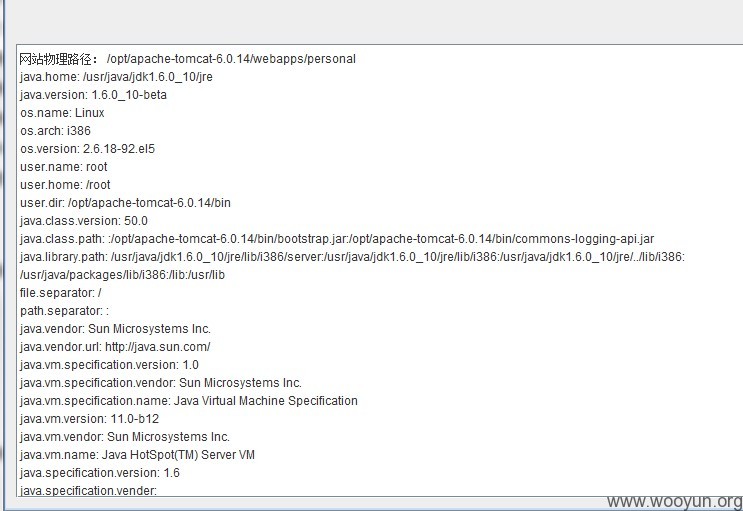 网站物理路径： /opt/apache-tomcat-6.0.14/webapps/personal
java.home: /usr/java/jdk1.6.0_10/jre
java.version: 1.6.0_10-beta
os.name: Linux
os.arch: i386
os.version: 2.6.18-92.el5
user.name: root
user.home: /root
user.dir: /opt/apache-tomcat-6.0.14/bin
java.class.version: 50.0
java.class.path: :/opt/apache-tomcat-6.0.14/bin/bootstrap.jar:/opt/apache-tomcat-6.0.14/bin/commons-logging-api.jar
java.library.path: /usr/java/jdk1.6.0_10/jre/lib/i386/server:/usr/java/jdk1.6.0_10/jre/lib/i386:/usr/java/jdk1.6.0_10/jre/../lib/i386:
/usr/java/packages/lib/i386:/lib:/usr/lib
file.separator: /
path.separator: :
java.vendor: Sun Microsystems Inc.
java.vendor.url: http://java.sun.com/
java.vm.specification.version: 1.0
java.vm.specification.vendor: Sun Microsystems Inc.
java.vm.specification.name: Java Virtual Machine Specification
java.vm.version: 11.0-b12
java.vm.vendor: Sun Microsystems Inc.
java.vm.name: Java HotSpot(TM) Server VM
java.specification.version: 1.6
java.specification.vender:
www.wooyun.org